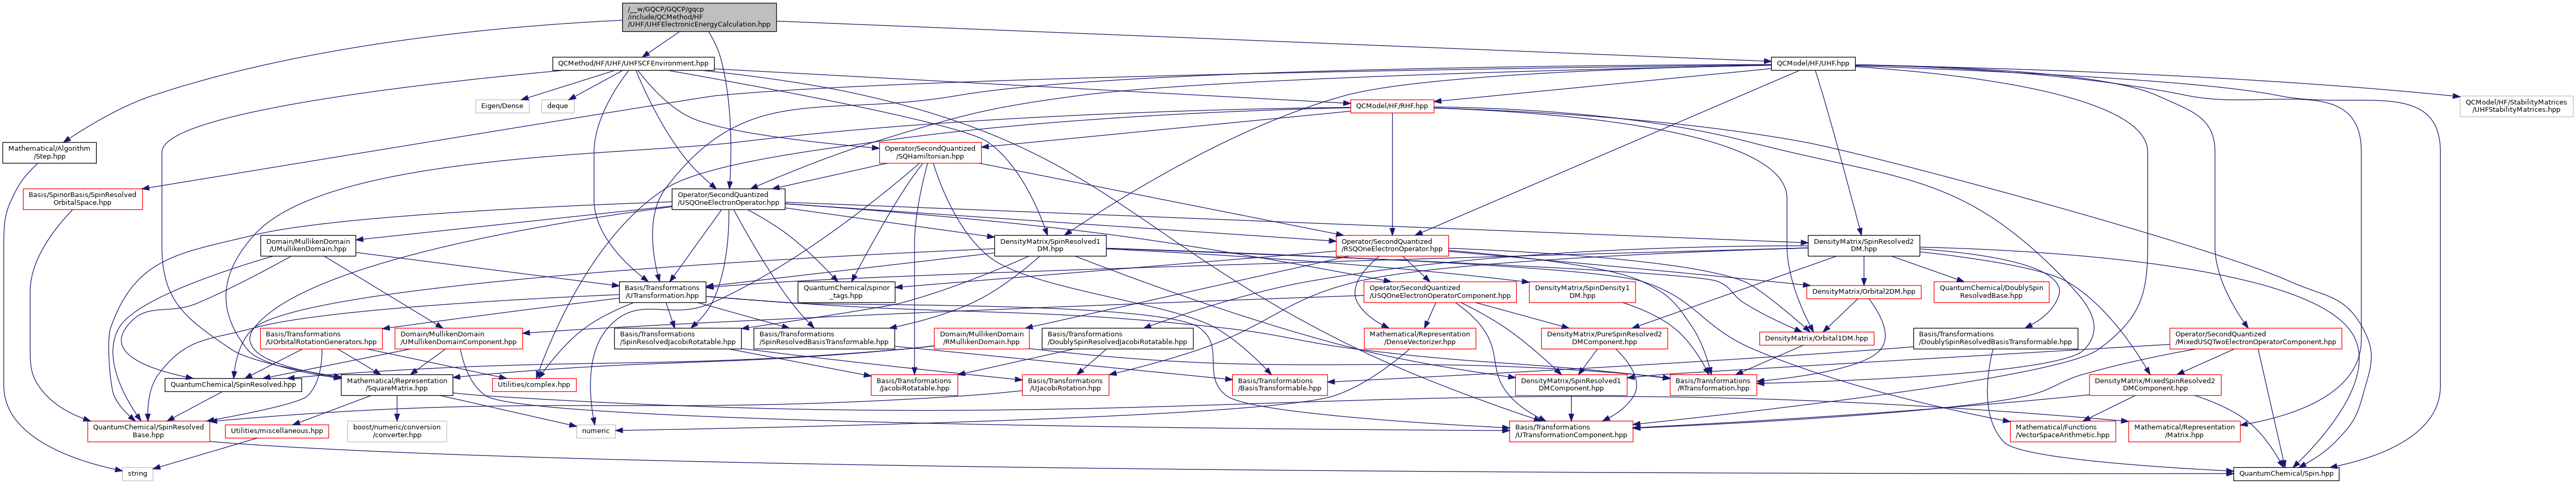 /__w/GQCP/GQCP/gqcp
/include/QCMethod/HF
/UHF/UHFElectronicEnergyCalculation.hpp
QCMethod/HF/UHF/UHFSCFEnvironment.hpp
QCModel/HF/UHF.hpp
Eigen/Dense
deque
QCModel/HF/RHF.hpp
QCModel/HF/StabilityMatrices
/UHFStabilityMatrices.hpp
Mathematical/Algorithm
/Step.hpp
Operator/SecondQuantized
/SQHamiltonian.hpp
Basis/SpinorBasis/SpinResolved
OrbitalSpace.hpp
Operator/SecondQuantized
/USQOneElectronOperator.hpp
Domain/MullikenDomain
/UMullikenDomain.hpp
DensityMatrix/SpinResolved1
DM.hpp
Operator/SecondQuantized
/RSQOneElectronOperator.hpp
DensityMatrix/SpinResolved2
DM.hpp
Basis/Transformations
/UTransformation.hpp
QuantumChemical/spinor
_tags.hpp
Operator/SecondQuantized
/USQOneElectronOperatorComponent.hpp
DensityMatrix/SpinDensity1
DM.hpp
DensityMatrix/Orbital2DM.hpp
QuantumChemical/DoublySpin
ResolvedBase.hpp
Basis/Transformations
/UOrbitalRotationGenerators.hpp
Domain/MullikenDomain
/UMullikenDomainComponent.hpp
Basis/Transformations
/SpinResolvedJacobiRotatable.hpp
Basis/Transformations
/SpinResolvedBasisTransformable.hpp
Domain/MullikenDomain
/RMullikenDomain.hpp
Basis/Transformations
/DoublySpinResolvedJacobiRotatable.hpp
Mathematical/Representation
/DenseVectorizer.hpp
DensityMatrix/PureSpinResolved2
DMComponent.hpp
DensityMatrix/Orbital1DM.hpp
Basis/Transformations
/DoublySpinResolvedBasisTransformable.hpp
Operator/SecondQuantized
/MixedUSQTwoElectronOperatorComponent.hpp
QuantumChemical/SpinResolved.hpp
Mathematical/Representation
/SquareMatrix.hpp
Utilities/complex.hpp
Basis/Transformations
/JacobiRotatable.hpp
Basis/Transformations
/UJacobiRotation.hpp
Basis/Transformations
/BasisTransformable.hpp
DensityMatrix/SpinResolved1
DMComponent.hpp
Basis/Transformations
/RTransformation.hpp
DensityMatrix/MixedSpinResolved2
DMComponent.hpp
QuantumChemical/SpinResolved
Base.hpp
Utilities/miscellaneous.hpp
boost/numeric/conversion
/converter.hpp
numeric
Basis/Transformations
/UTransformationComponent.hpp
Mathematical/Functions
/VectorSpaceArithmetic.hpp
Mathematical/Representation
/Matrix.hpp
string
QuantumChemical/Spin.hpp